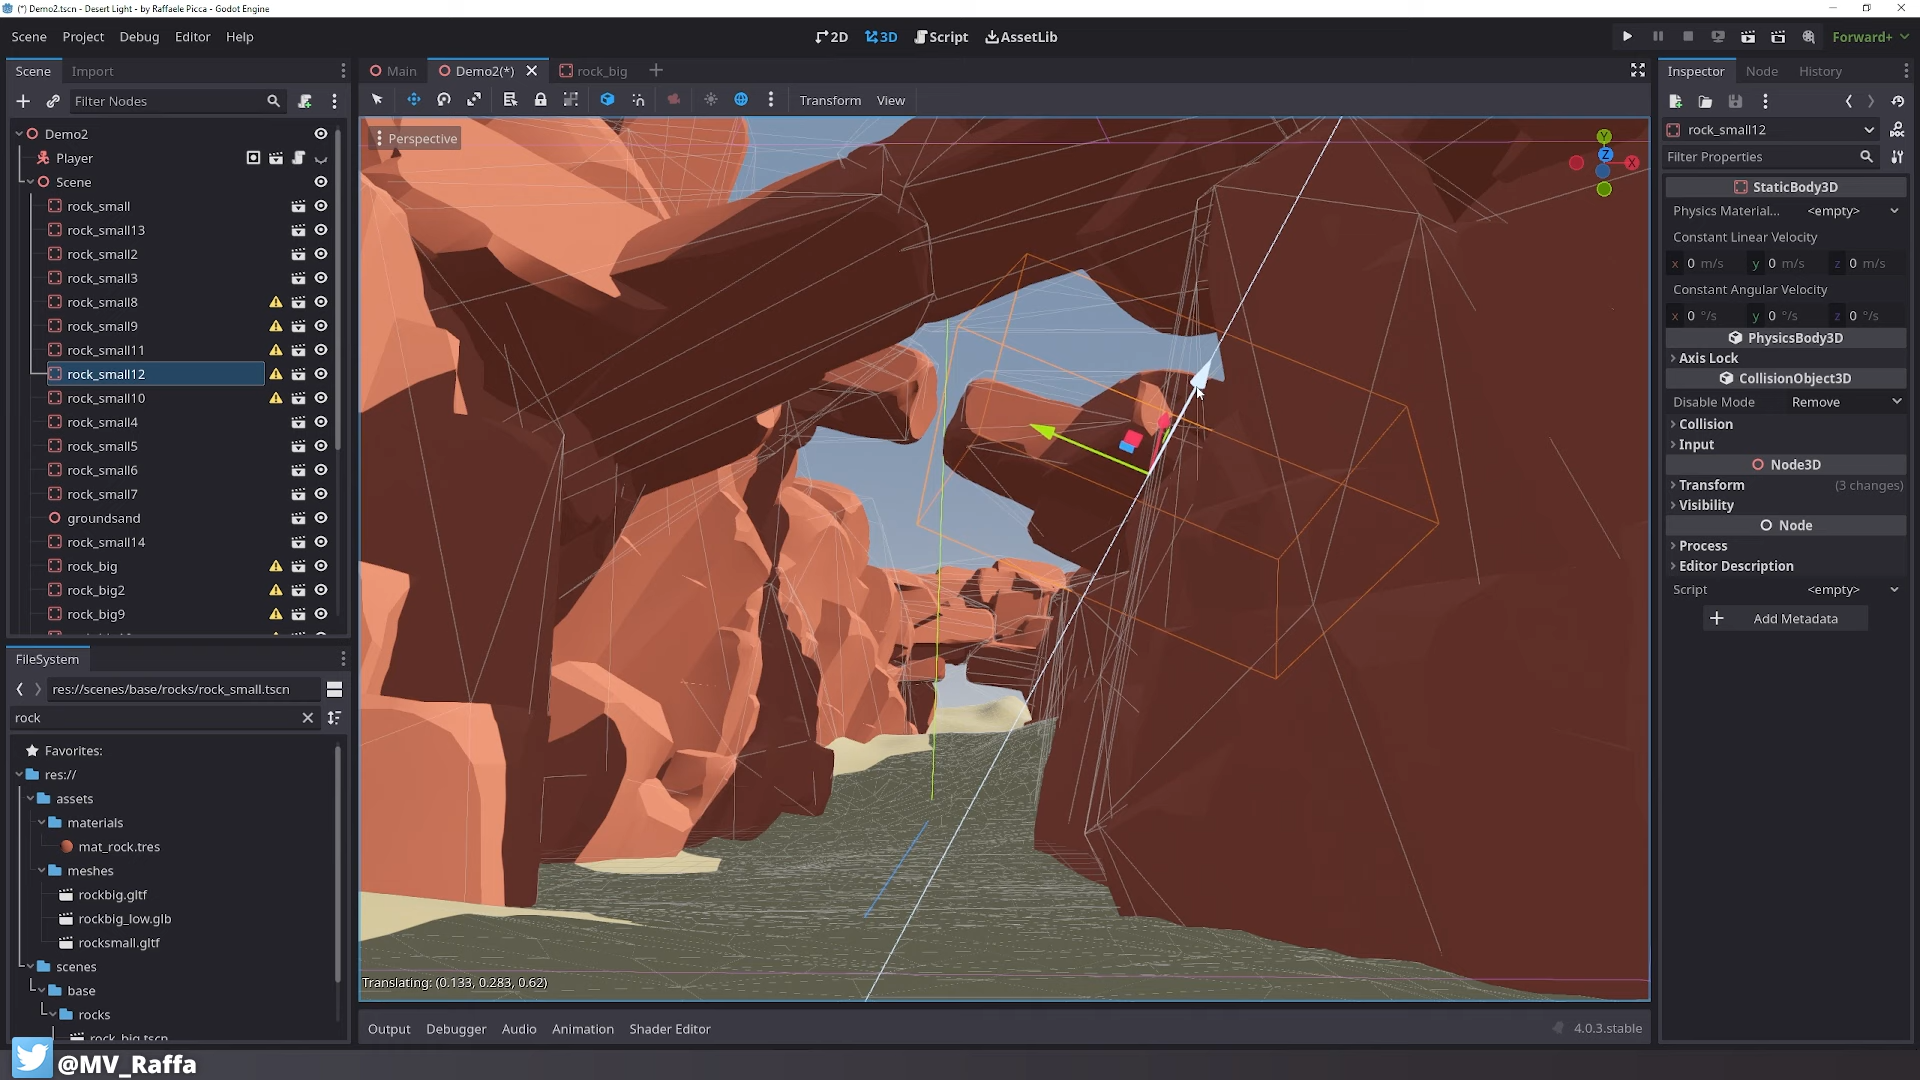 (*) Demo2.tscn - Desert Light - by Raffaele Picca - Godot Engine
Scene Project Debug Editor Help
2D 3D Script AssetLib
Forward+
Scene Import
Filter Nodes
Demo2
Player
Scene
rock_small
rock_small13
rock_small2
rock_small3
rock_small8
rock_small9
rock_small11
rock_small12
rock_small10
rock_small4
rock_small5
rock_small6
rock_small7
groundsand
rock_small14
rock_big
rock_big2
rock_big9
FileSystem
res://scenes/base/rocks/rock_small.tscn
rock
Favorites:
res://
assets
materials
mat_rock.tres
meshes
rockbig.gltf
rockbig_low.glb
rocksmall.gltf
scenes
base
rocks
rock_big.tscn
@MV_Raffa
Main Demo2(*) rock_big
Transform View
Perspective
Y
Z
X
Translating: (0.133, 0.283, 0.62)
Output Debugger Audio Animation Shader Editor
4.0.3.stable
Inspector Node History
rock_small12
Filter Properties
StaticBody3D
Physics Material... <empty>
Constant Linear Velocity
x 0 m/s y 0 m/s z 0 m/s
Constant Angular Velocity
x 0 °/s y 0 °/s z 0 °/s
PhysicsBody3D
Axis Lock
CollisionObject3D
Disable Mode Remove
Collision
Input
Node3D
Transform (3 changes)
Visibility
Node
Process
Editor Description
Script <empty>
Add Metadata